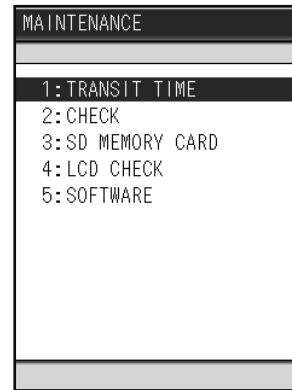 MAINTENANCE
1:TRANSIT TIME
2:CHECK
3:SD MEMORY CARD
4:LCD CHECK
5:SOFTWARE